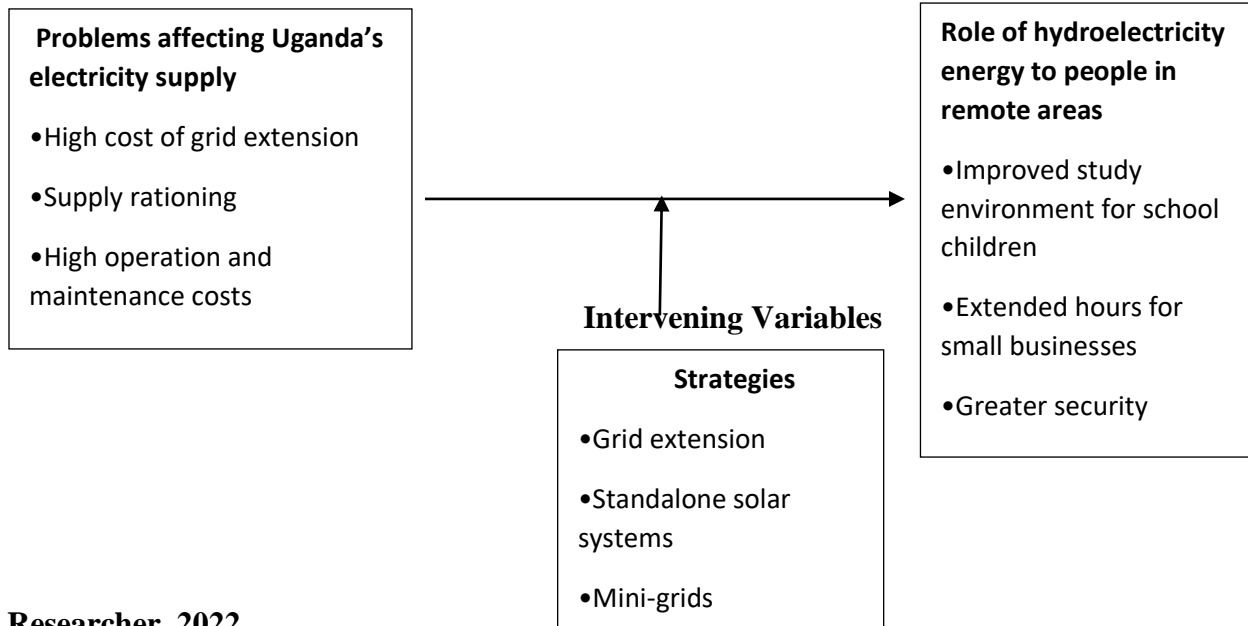 Problems affecting Uganda's
electricity supply
•High cost of grid extension
•Supply rationing
•High operation and
maintenance costs
Role of hydroelectricity
energy to people in
remote areas
•Improved study
environment for school
children
•Extended hours for
small businesses
•Greater security
Intervening Variables
Strategies
•Grid extension
•Standalone solar
systems
•Mini-grids
Researcher, 2022